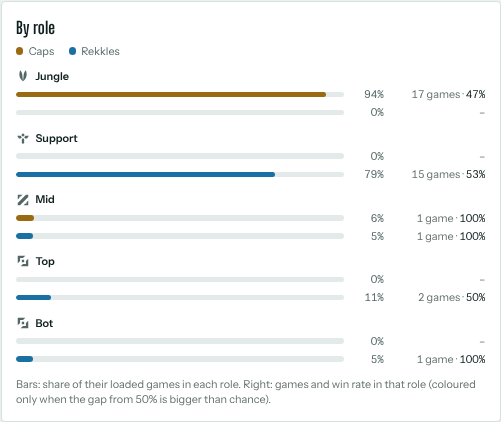 By role
Caps Rekkles
Jungle
94% 17 games · 47%
0% –
Support
0% –
79% 15 games · 53%
Mid
6% 1 game · 100%
5% 1 game · 100%
Top
0% –
11% 2 games · 50%
Bot
0% –
5% 1 game · 100%
Bars: share of their loaded games in each role. Right: games and win rate in that role (coloured
only when the gap from 50% is bigger than chance).